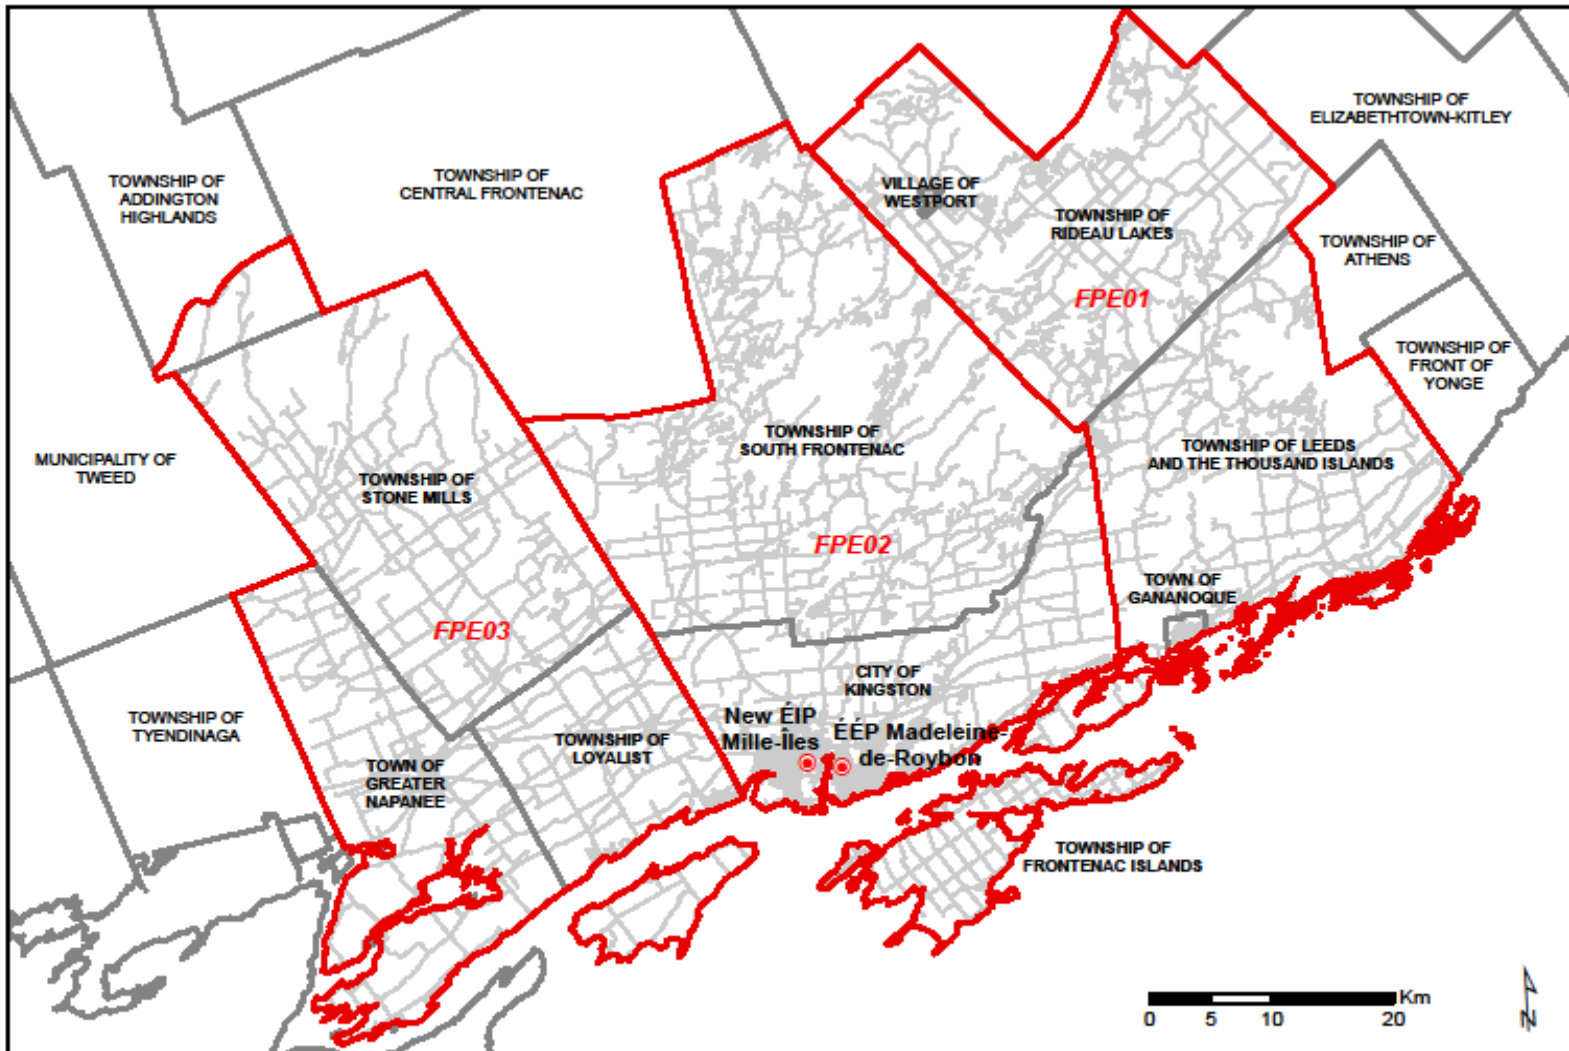 TOWNSHIP OF
ELIZABETHTOWN-KITLEY
TOWNSHIP OF
ADDINGTON
HIGHLANDS
TOWNSHIP OF
CENTRAL FRONTENAC
VILLAGE OF
WESTPORT
TOWNSHIP OF
RIDEAU LAKES
TOWNSHIP OF
ATHENS
FPE01
TOWNSHIP OF
FRONT OF
YONGE
MUNICIPALITY OF
TWEED
TOWNSHIP OF
STONE MILLS
TOWNSHIP OF
SOUTH FRONTENAC
TOWNSHIP OF LEEDS
AND THE THOUSAND ISLANDS
FPE02
TOWN OF
GANANOQUE
FPE03
CITY OF
KINGSTON
TOWNSHIP OF
TYENDINAGA
TOWNSHIP OF
LOYALIST
New ÉIP
Mille-Îles
ÉÉP Madeleine-
de-Roybon
TOWN OF
GREATER
NAPANEE
TOWNSHIP OF
FRONTENAC ISLANDS
Km
0 5 10 20
N